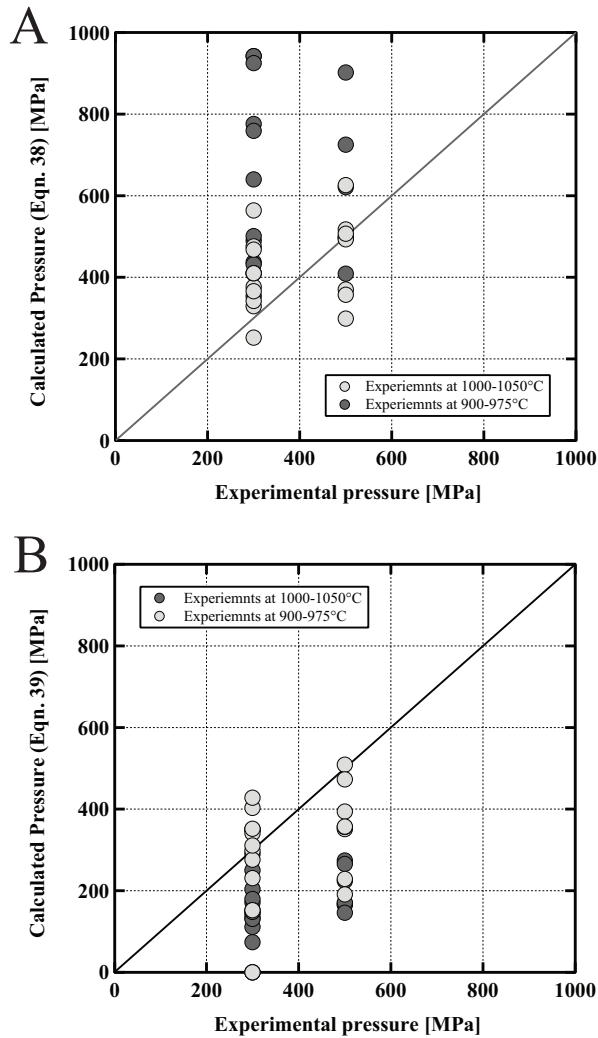 A
1000
800
600
400
200
0
Calculated Pressure (Eqn. 38) [MPa]
Experiemnts at 1000-1050°C
Experiemnts at 900-975°C
0 200 400 600 800 1000
Experimental pressure [MPa]
B
1000
800
600
400
200
0
Calculated Pressure (Eqn. 39) [MPa]
Experiemnts at 1000-1050°C
Experiemnts at 900-975°C
0 200 400 600 800 1000
Experimental pressure [MPa]